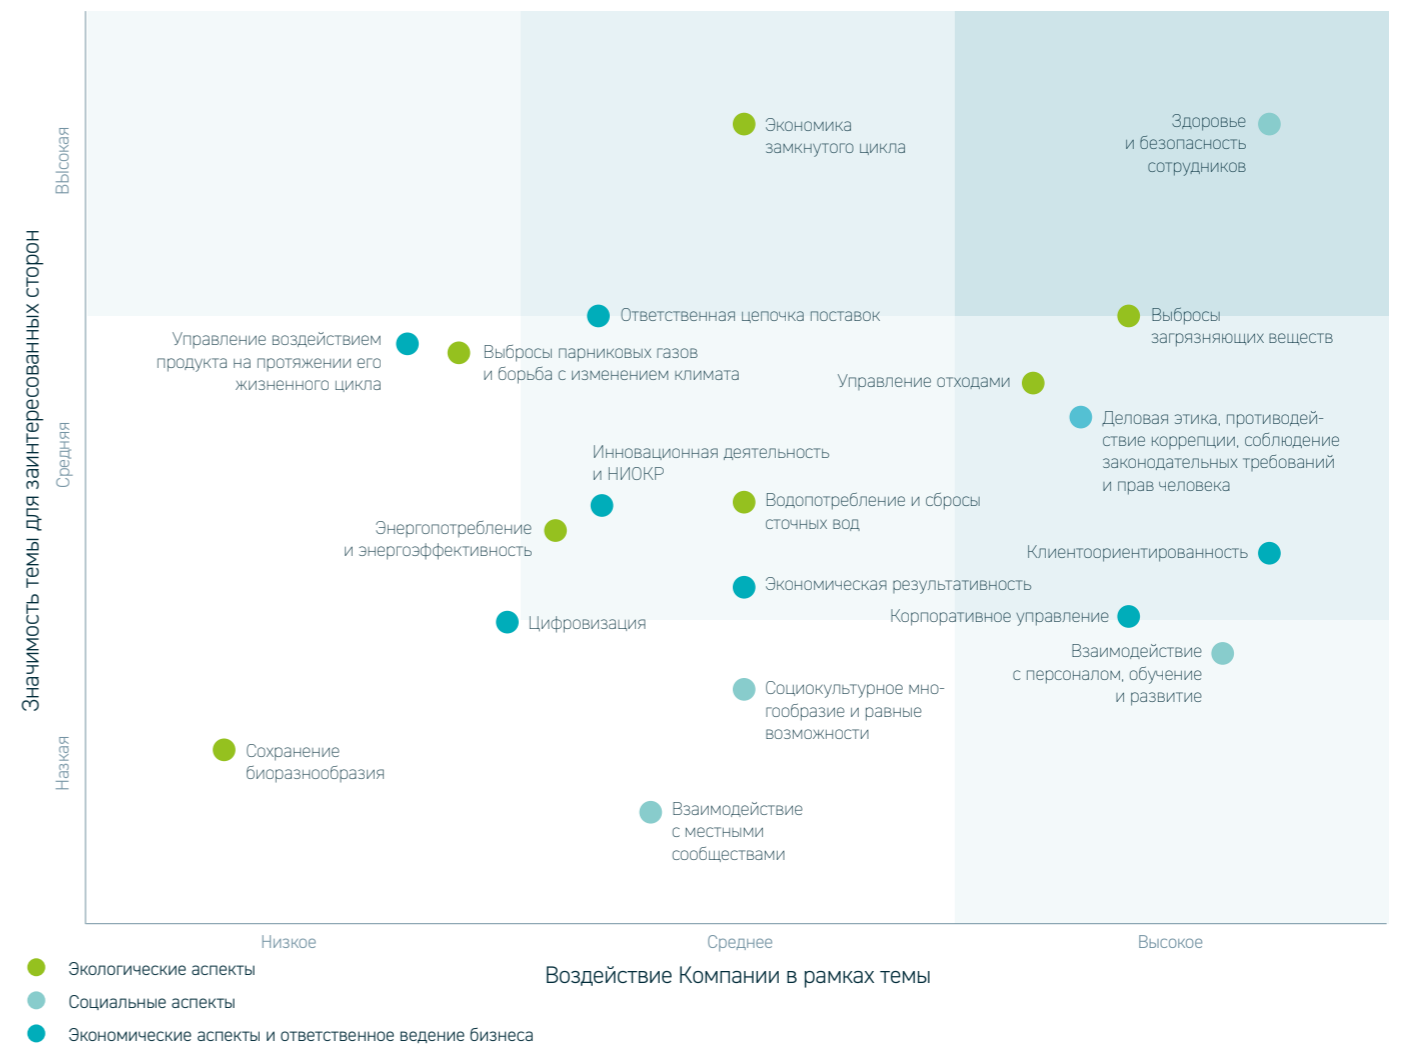 Значимость темы для заинтересованных сторон
ВЫсокая
Средняя
Назкая
Экономика
замкнутого цикла
Здоровье
и безопасность
сотрудников
Ответственная цепочка поставок
Выбросы
загрязняющих веществ
Управление воздействием
продукта на протяжении его
жизненного цикла
Выбросы парниковых газов
и борьба с изменением климата
Управление отходами
Деловая этика, противодей-
ствие коррепции, соблюдение
законодательных требований
и прав человека
Инновационная деятельность
и НИОКР
Водопотребление и сбросы
сточных вод
Энергопотребление
и энергоэффективность
Клиентоориентированность
Экономическая результативность
Корпоративное управление
Цифровизация
Взаимодействие
с персоналом, обучение
и развитие
Социокультурное мно-
гообразие и равные
возможности
Сохранение
биоразнообразия
Взаимодействие
с местными
сообществами
Низкое
Среднее
Высокое
Воздействие Компании в рамках темы
Экологические аспекты
Социальные аспекты
Экономические аспекты и ответственное ведение бизнеса